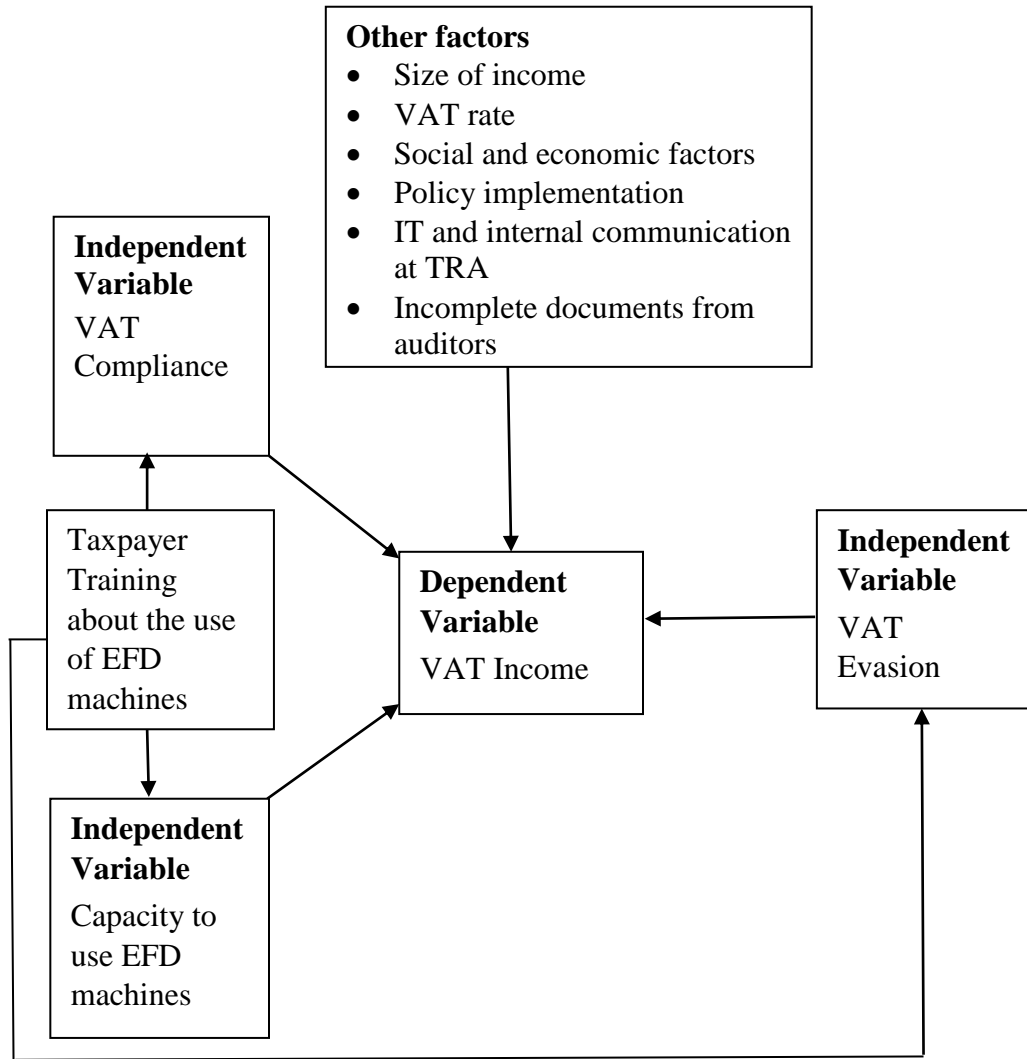 Other factors
• Size of income
• VAT rate
• Social and economic factors
• Policy implementation
• IT and internal communication
at TRA
• Incomplete documents from
auditors
Independent
Variable
VAT
Compliance
Taxpayer
Training
about the use
of EFD
machines
Independent
Variable
Capacity to
use EFD
machines
Dependent
Variable
VAT Income
Independent
Variable
VAT
Evasion